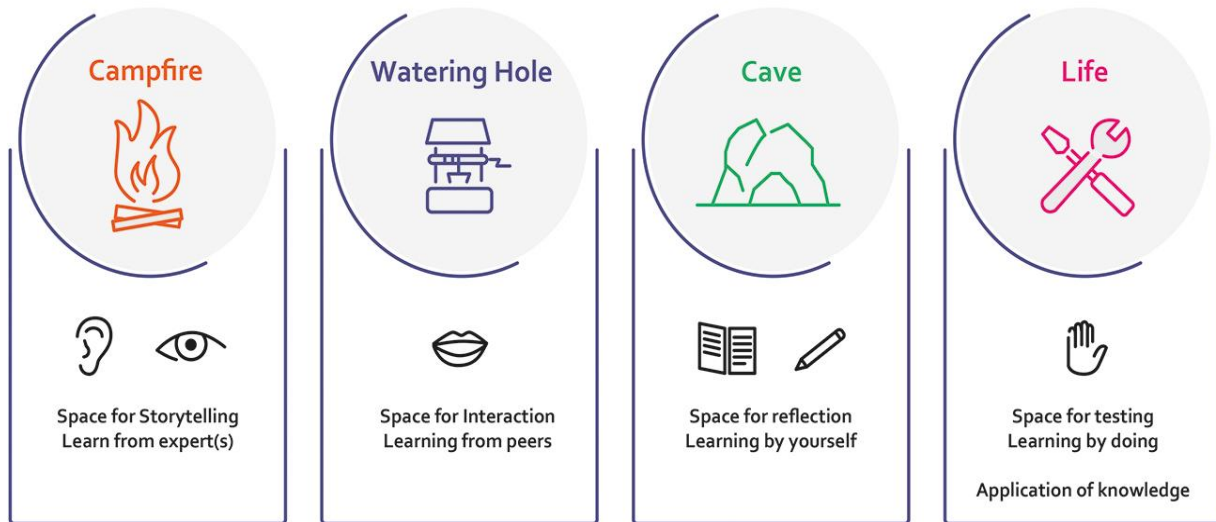 Campfire
Space for Storytelling
Learn from expert(s)
Watering Hole
Space for Interaction
Learning from peers
Cave
Space for reflection
Learning by yourself
Life
Space for testing
Learning by doing
Application of knowledge